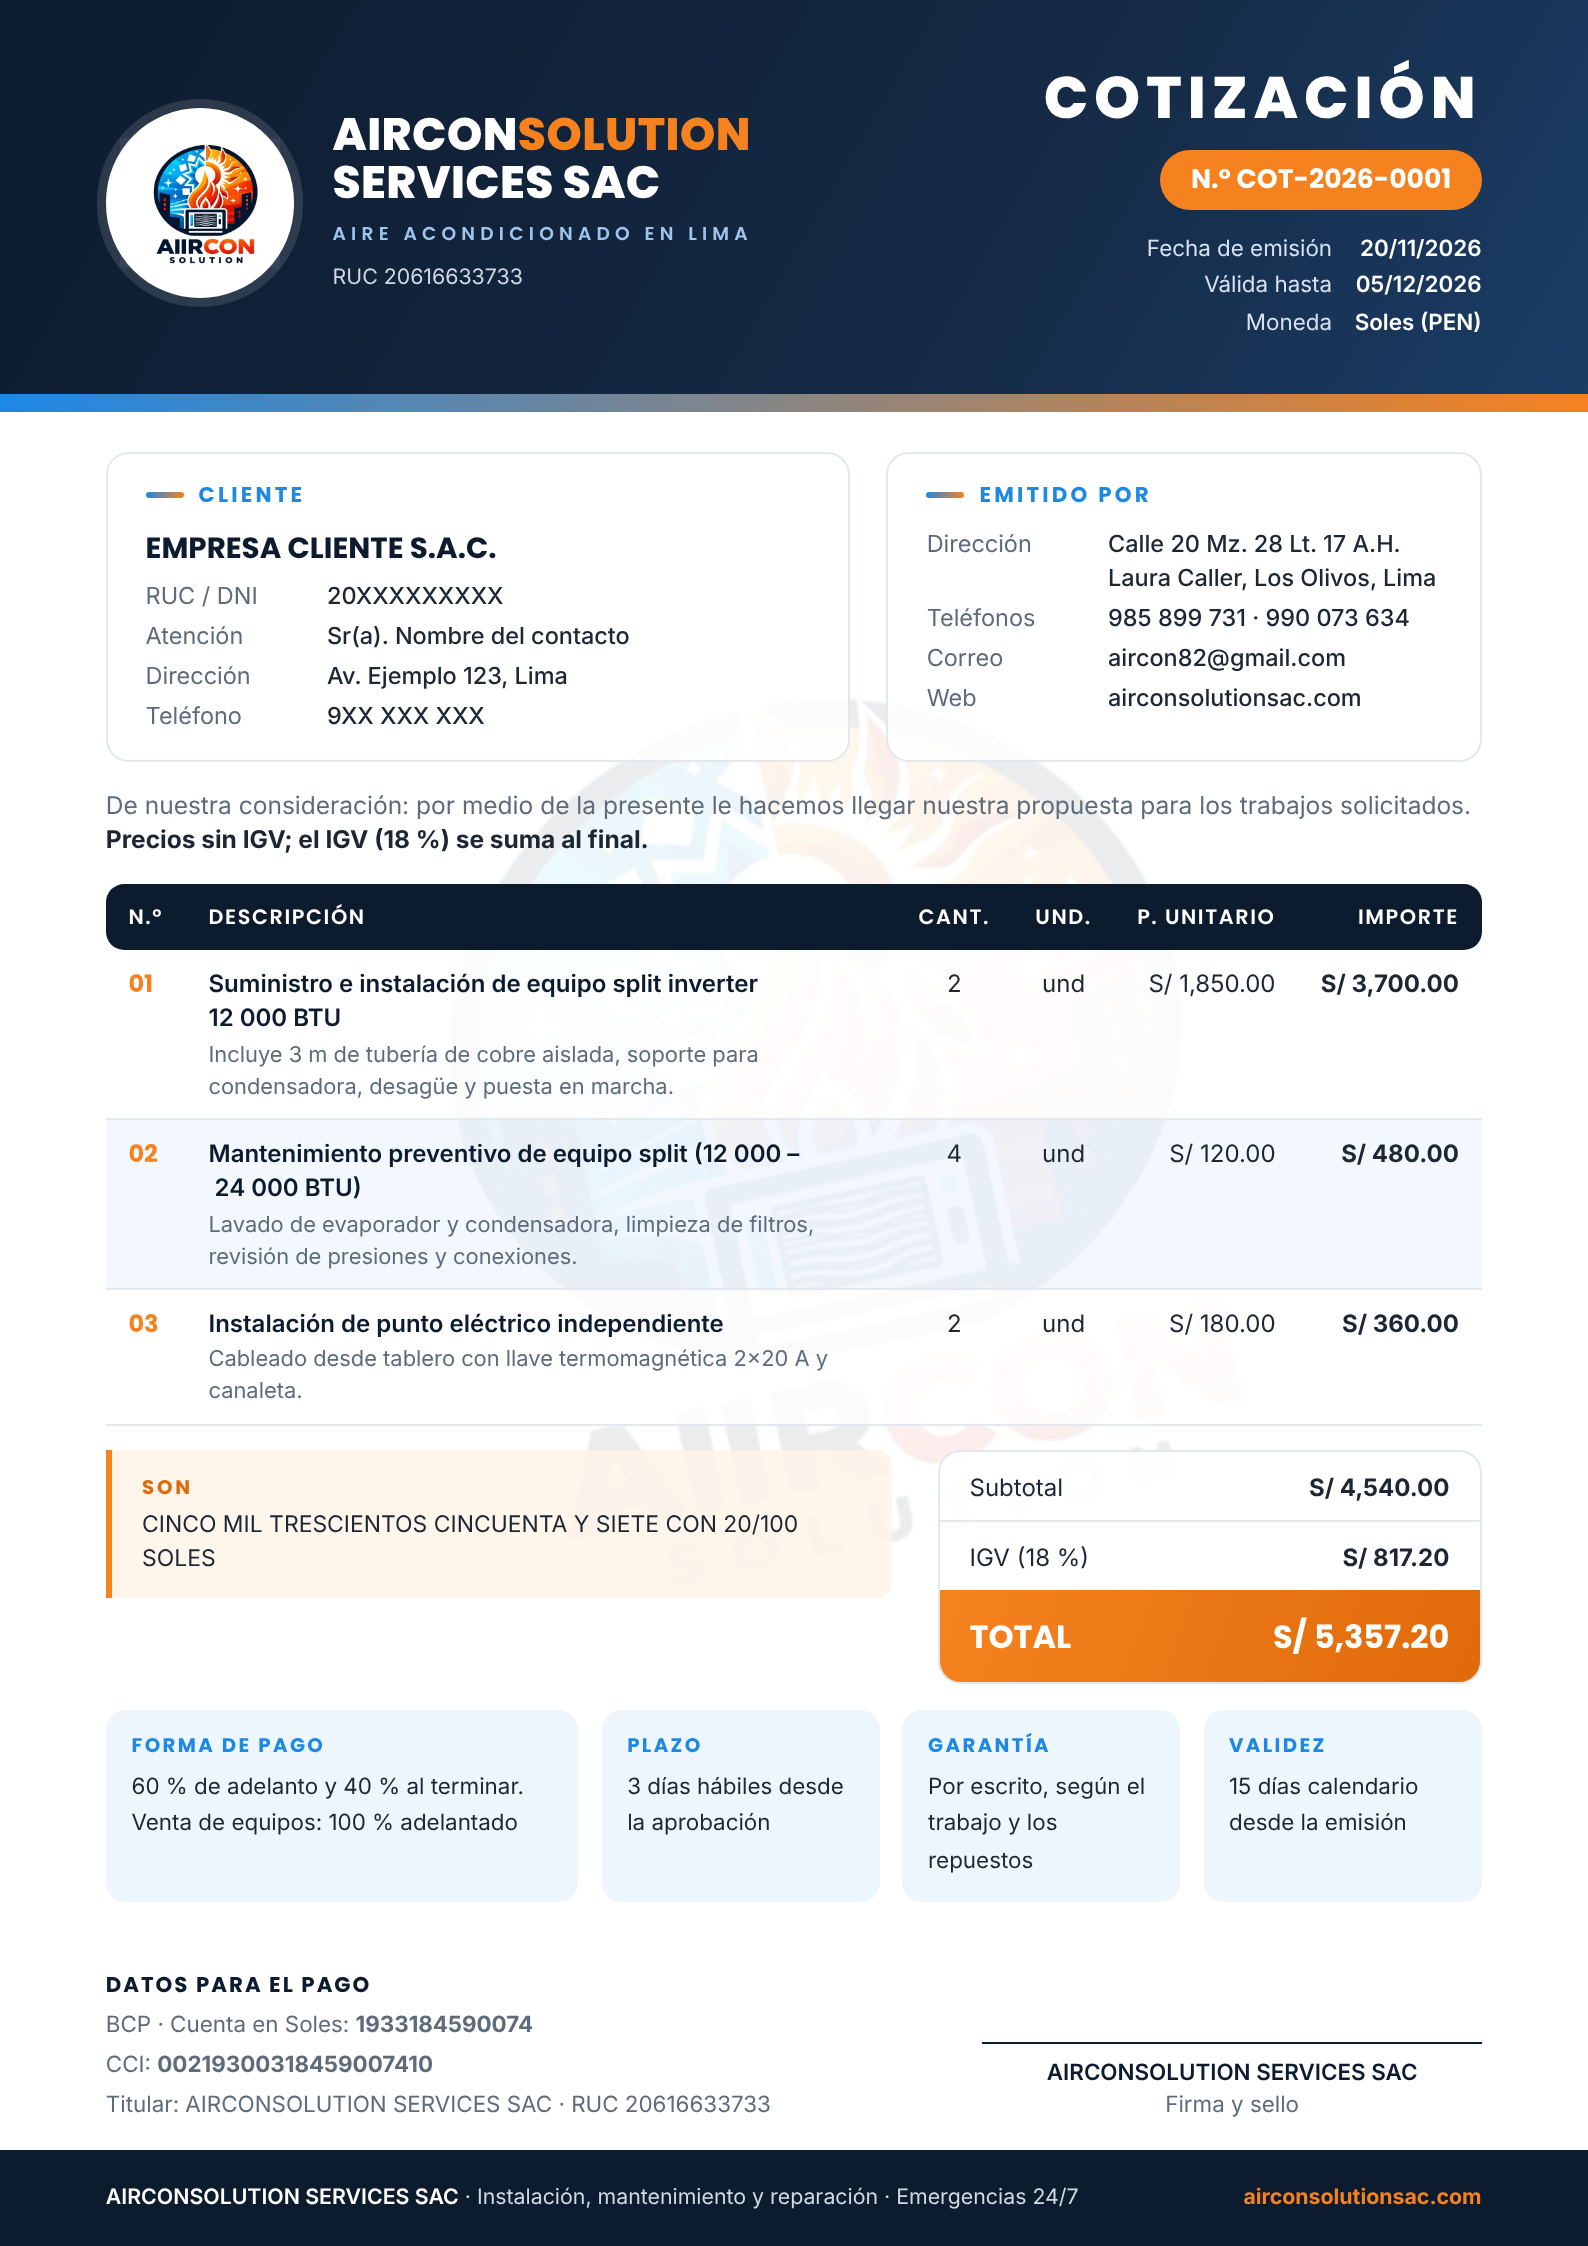 COTIZACIÓN
AIRCONSOLUTION
SERVICES SAC
AIRE ACONDICIONADO EN LIMA
RUC 20616633733
AIIRCON
SOLUTION
N.º COT-2026-0001
Fecha de emisión 20/11/2026
Válida hasta 05/12/2026
Moneda Soles (PEN)
CLIENTE
EMPRESA CLIENTE S.A.C.
RUC / DNI 20XXXXXXXXX
Atención Sr(a). Nombre del contacto
Dirección Av. Ejemplo 123, Lima
Teléfono 9XX XXX XXX
EMITIDO POR
Dirección Calle 20 Mz. 28 Lt. 17 A.H.
Laura Caller, Los Olivos, Lima
Teléfonos 985 899 731 · 990 073 634
Correo aircon82@gmail.com
Web airconsolutionsac.com
De nuestra consideración: por medio de la presente le hacemos llegar nuestra propuesta para los trabajos solicitados.
Precios sin IGV; el IGV (18 %) se suma al final.
N.º DESCRIPCIÓN CANT. UND. P. UNITARIO IMPORTE
01 Suministro e instalación de equipo split inverter 2 und S/ 1,850.00 S/ 3,700.00
12 000 BTU
Incluye 3 m de tubería de cobre aislada, soporte para
condensadora, desagüe y puesta en marcha.
02 Mantenimiento preventivo de equipo split (12 000 – 4 und S/ 120.00 S/ 480.00
24 000 BTU)
Lavado de evaporador y condensadora, limpieza de filtros,
revisión de presiones y conexiones.
03 Instalación de punto eléctrico independiente 2 und S/ 180.00 S/ 360.00
Cableado desde tablero con llave termomagnética 2×20 A y
canaleta.
AIIRCON
SOLUTION
SON
CINCO MIL TRESCIENTOS CINCUENTA Y SIETE CON 20/100
SOLES
Subtotal S/ 4,540.00
IGV (18 %) S/ 817.20
TOTAL S/ 5,357.20
FORMA DE PAGO
60 % de adelanto y 40 % al terminar.
Venta de equipos: 100 % adelantado
PLAZO
3 días hábiles desde
la aprobación
GARANTÍA
Por escrito, según el
trabajo y los
repuestos
VALIDEZ
15 días calendario
desde la emisión
DATOS PARA EL PAGO
BCP · Cuenta en Soles: 1933184590074
CCI: 00219300318459007410
Titular: AIRCONSOLUTION SERVICES SAC · RUC 20616633733
AIRCONSOLUTION SERVICES SAC
Firma y sello
AIRCONSOLUTION SERVICES SAC · Instalación, mantenimiento y reparación · Emergencias 24/7
airconsolutionsac.com